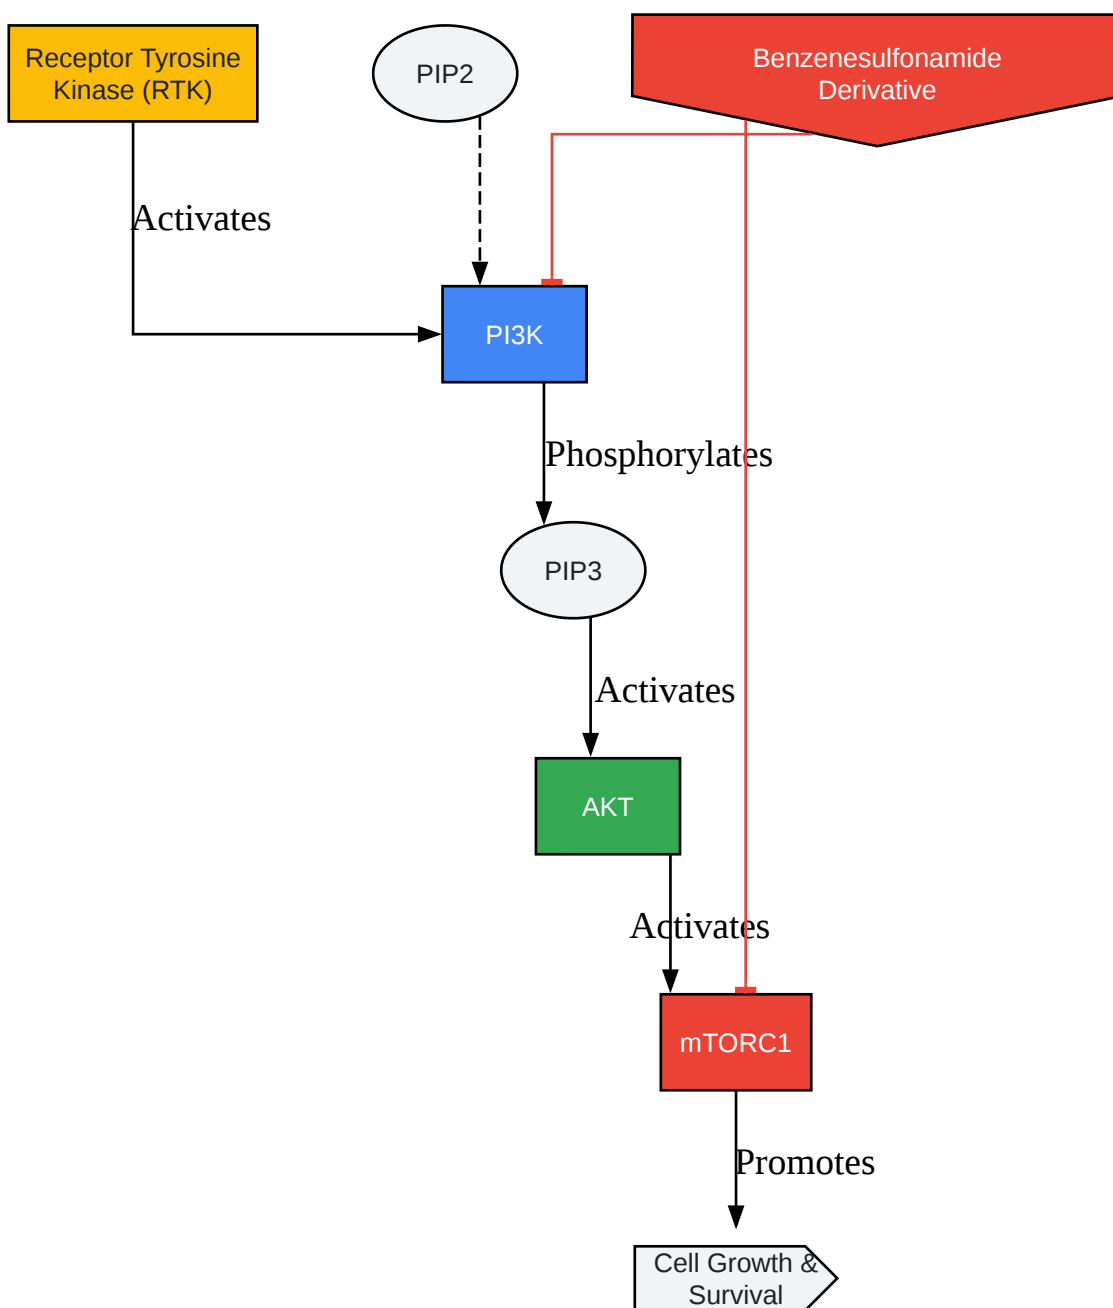 Receptor Tyrosine
Kinase (RTK)
PIP2
Benzenesulfonamide
Derivative
Activates
PI3K
Phosphorylates
PIP3
Activates
AKT
Activates
mTORC1
Promotes
Cell Growth &
Survival